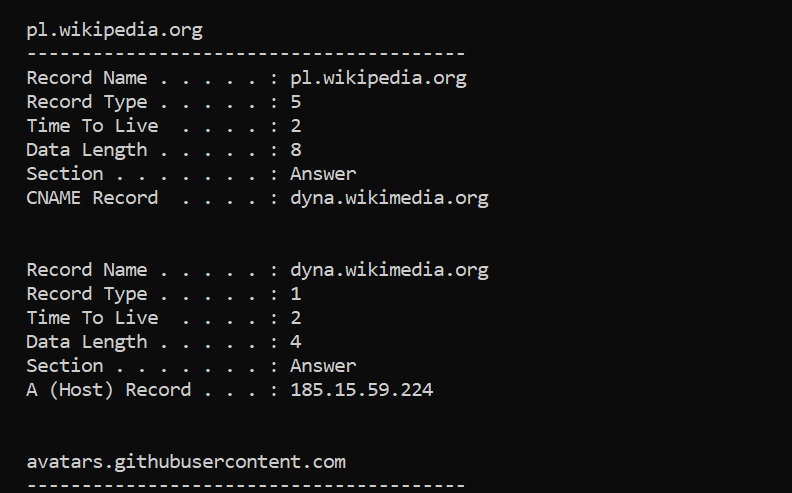 pl.wikipedia.org
----------------------------------------
Record Name . . . . . : pl.wikipedia.org
Record Type . . . . . : 5
Time To Live  . . . . : 2
Data Length . . . . . : 8
Section . . . . . . . : Answer
CNAME Record  . . . . : dyna.wikimedia.org
Record Name . . . . . : dyna.wikimedia.org
Record Type . . . . . : 1
Time To Live  . . . . : 2
Data Length . . . . . : 4
Section . . . . . . . : Answer
A (Host) Record . . . : 185.15.59.224
avatars.githubusercontent.com
----------------------------------------